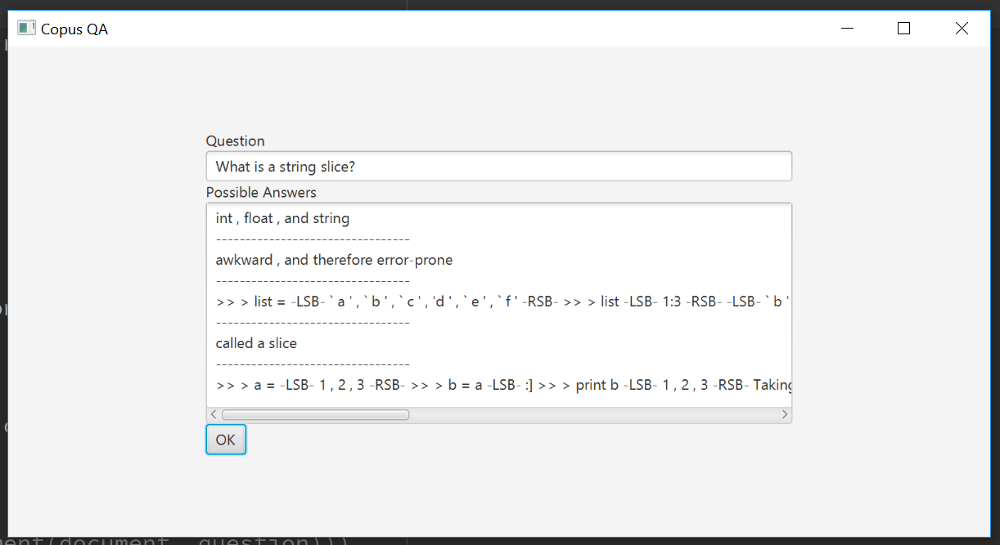 Copus QA
Question
What is a string slice?
Possible Answers
int , float , and string
--------------------------------
awkward , and therefore error-prone
--------------------------------
>> > list = -LSB- ` a ' , ` b ' , ` c ' , 'd ' , ` e ' , ` f ' -RSB- >> > list -LSB- 1:3 -RSB- -LSB- ` b '
--------------------------------
called a slice
--------------------------------
>> > a = -LSB- 1 , 2 , 3 -RSB- >> > b = a -LSB- :] >> > print b -LSB- 1 , 2 , 3 -RSB- Taking
OK
ment(document, question)))